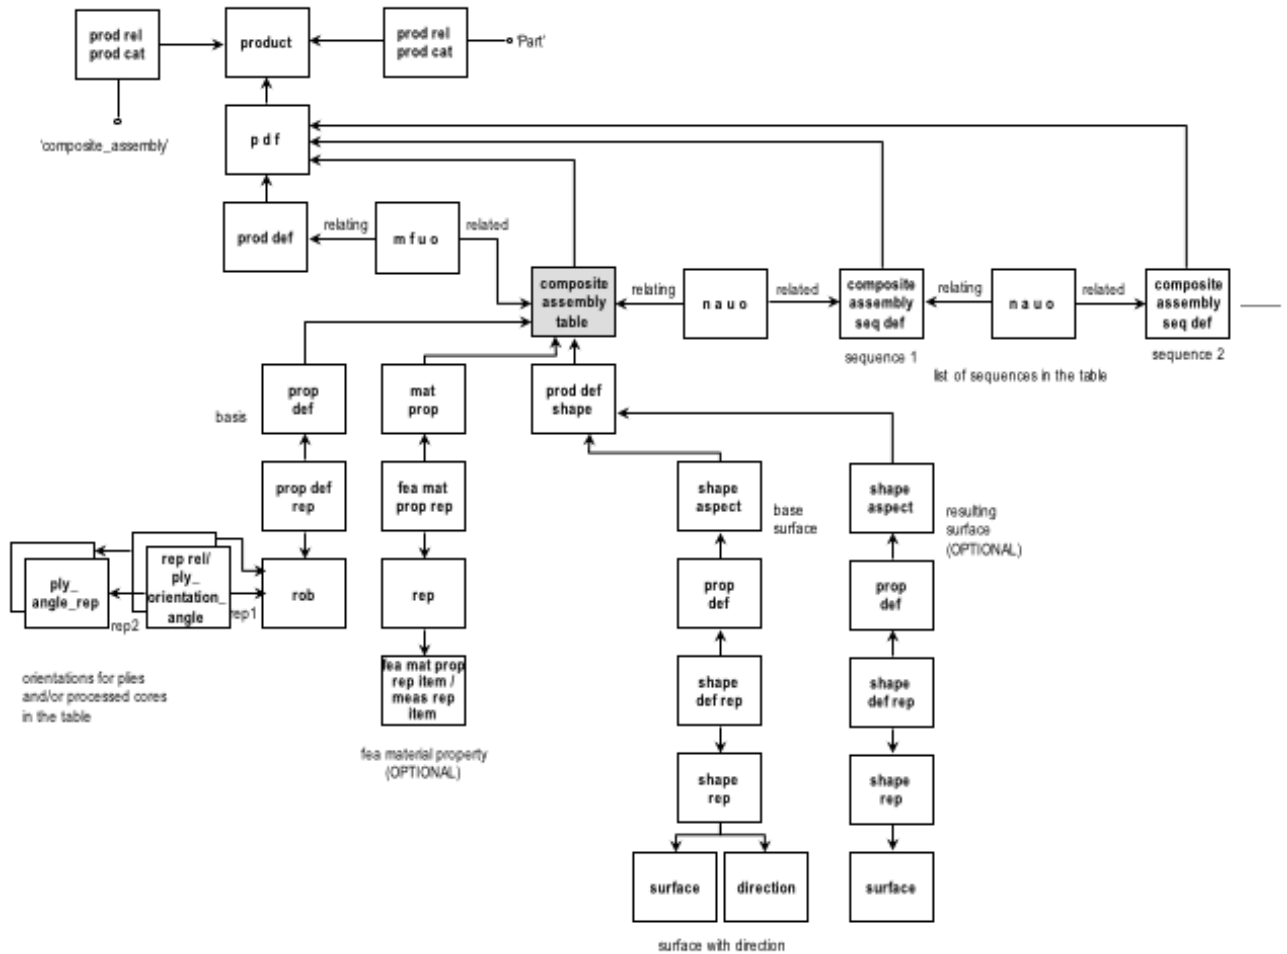 prod rel
prod cat
product
prod rel
prod cat
'Part'
'composite_assembly'
p d f
prod def
relating
m f u o
related
composite
assembly
table
relating
n a u o
related
composite
assembly
seq def
relating
n a u o
related
composite
assembly
seq def
sequence 1
list of sequences in the table
sequence 2
basis
prop
def
mat
prop
prod def
shape
prop def
rep
fea mat
prop rep
shape
aspect
base
surface
shape
aspect
resulting
surface
(OPTIONAL)
ply_
angle_rep
rep2
rep rel/
ply_
orientation_
angle
rep1
rob
rep
prop
def
prop
def
orientations for plies
and/or processed cores
in the table
fea mat prop
rep item /
meas rep
item
fea material property
(OPTIONAL)
shape
def rep
shape
def rep
shape
rep
shape
rep
surface
direction
surface
surface with direction